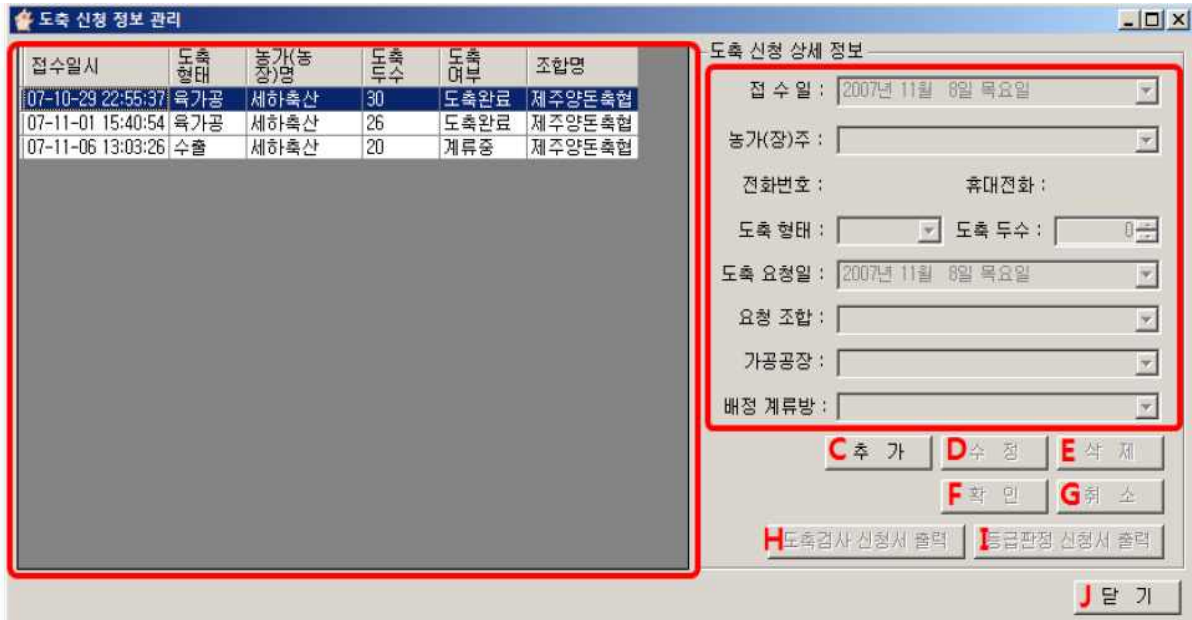 도축 신청 정보 관리
접수일시 도축형태 농가(농장)명 도축두수 도축여부 조합명
07-10-29 22:55:37 육가공 세하축산 30 도축완료 제주양돈축협
07-11-01 15:40:54 육가공 세하축산 26 도축완료 제주양돈축협
07-11-06 13:03:26 수출 세하축산 20 계류중 제주양돈축협
도축 신청 상세 정보
접 수 일 : 2007년 11월 8일 목요일
농가(장)주 :
전화번호 : 휴대전화 :
도축 형태 : 도축 두수 : 0
도축 요청일 : 2007년 11월 8일 목요일
요청 조합 :
가공공장 :
배정 계류방 :
C 추 가 D 수 정 E 삭 제
F 확 인 G 취 소
H 도축검사 신청서 출력 I 등급판정 신청서 출력
J 닫 기